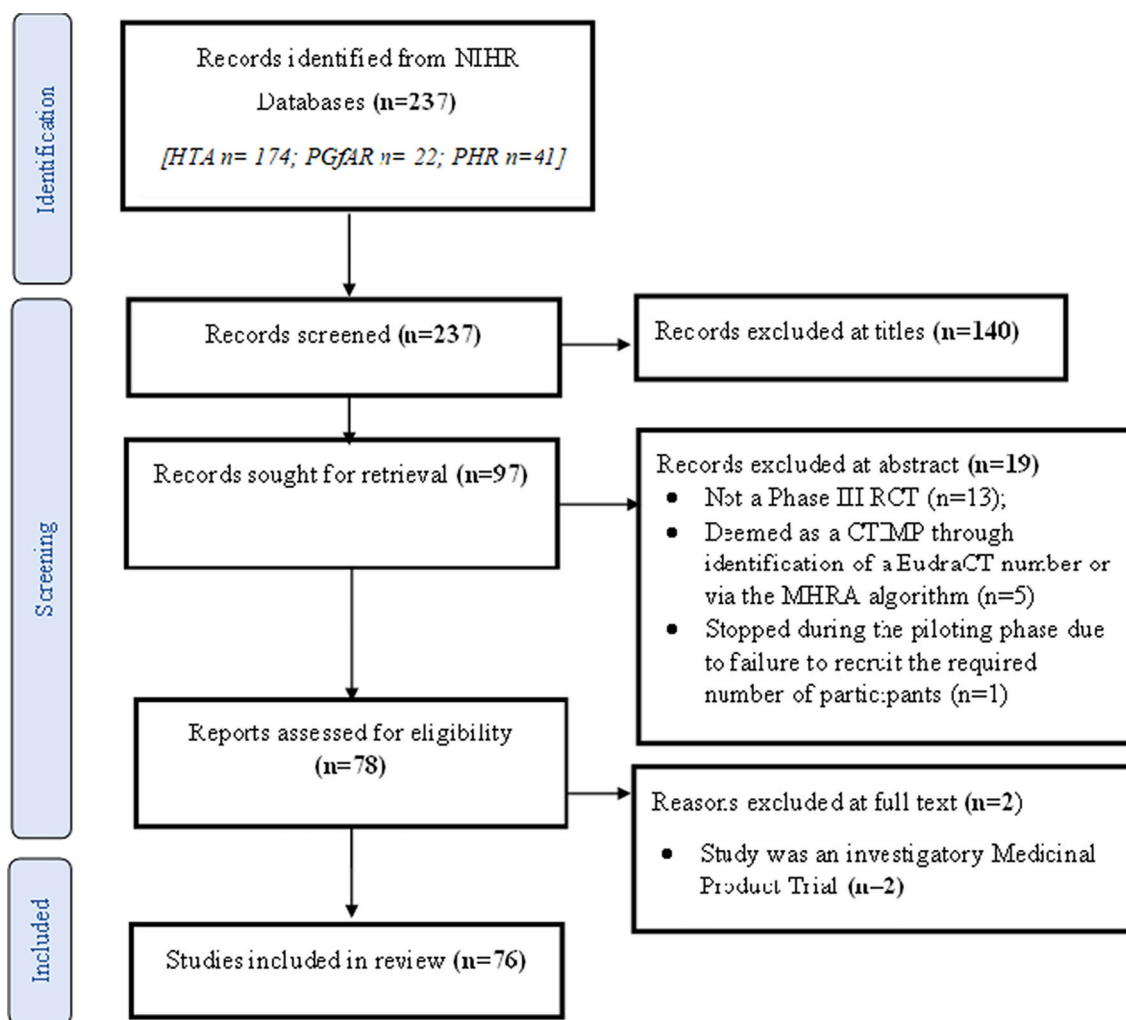 Identification
Records identified from NIHR
Databases (n=237)
[HTA n= 174; PGfAR n= 22; PHR n=41]
Screening
Records screened (n=237)
Records excluded at titles (n=140)
Records sought for retrieval (n=97)
Records excluded at abstract (n=19)
• Not a Phase III RCT (n=13);
• Deemed as a CTIMP through
identification of a EudraCT number or
via the MHRA algorithm (n=5)
• Stopped during the piloting phase due
to failure to recruit the required
number of participants (n=1)
Reports assessed for eligibility
(n=78)
Reasons excluded at full text (n=2)
• Study was an investigatory Medicinal
Product Trial (n=2)
Included
Studies included in review (n=76)